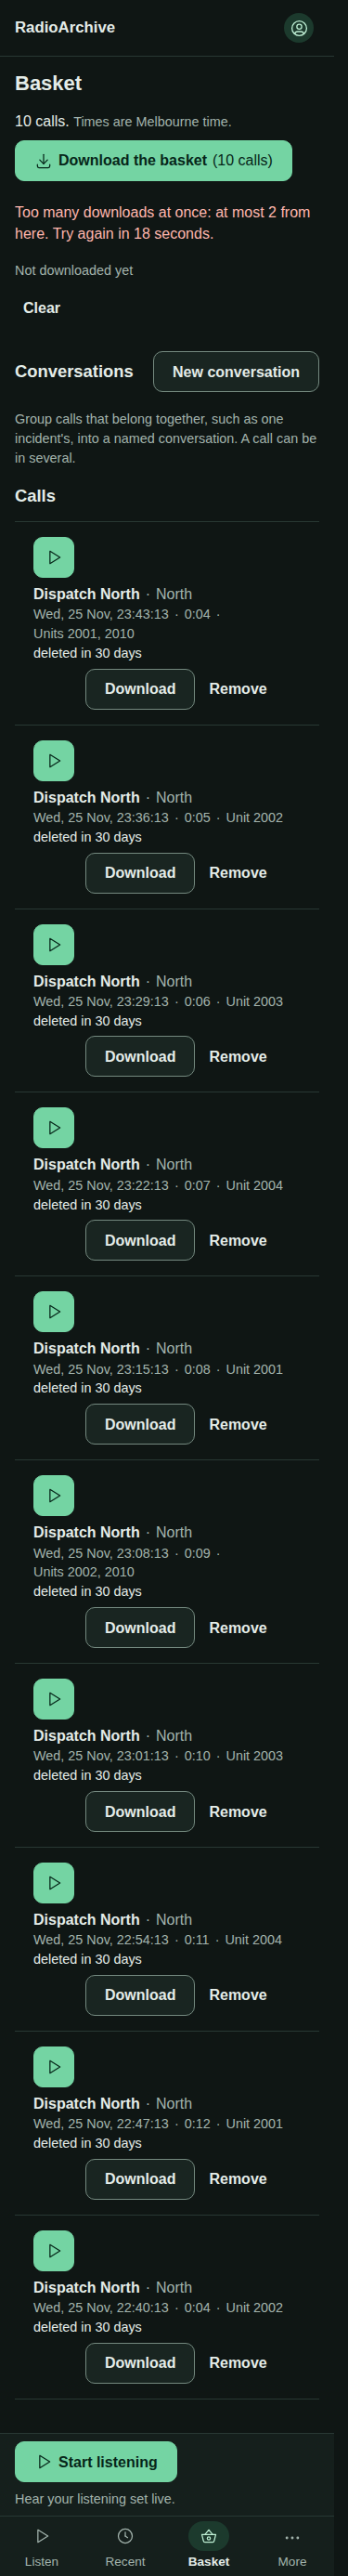 RadioArchive
Basket
10 calls. Times are Melbourne time.
Download the basket (10 calls)
Too many downloads at once: at most 2 from
here. Try again in 18 seconds.
Not downloaded yet
Clear
Conversations
New conversation
Group calls that belong together, such as one
incident's, into a named conversation. A call can be
in several.
Calls
Dispatch North · North
Wed, 25 Nov, 23:43:13 · 0:04 ·
Units 2001, 2010
deleted in 30 days
Download Remove
Dispatch North · North
Wed, 25 Nov, 23:36:13 · 0:05 · Unit 2002
deleted in 30 days
Download Remove
Dispatch North · North
Wed, 25 Nov, 23:29:13 · 0:06 · Unit 2003
deleted in 30 days
Download Remove
Dispatch North · North
Wed, 25 Nov, 23:22:13 · 0:07 · Unit 2004
deleted in 30 days
Download Remove
Dispatch North · North
Wed, 25 Nov, 23:15:13 · 0:08 · Unit 2001
deleted in 30 days
Download Remove
Dispatch North · North
Wed, 25 Nov, 23:08:13 · 0:09 ·
Units 2002, 2010
deleted in 30 days
Download Remove
Dispatch North · North
Wed, 25 Nov, 23:01:13 · 0:10 · Unit 2003
deleted in 30 days
Download Remove
Dispatch North · North
Wed, 25 Nov, 22:54:13 · 0:11 · Unit 2004
deleted in 30 days
Download Remove
Dispatch North · North
Wed, 25 Nov, 22:47:13 · 0:12 · Unit 2001
deleted in 30 days
Download Remove
Dispatch North · North
Wed, 25 Nov, 22:40:13 · 0:04 · Unit 2002
deleted in 30 days
Download Remove
Start listening
Hear your listening set live.
Listen Recent Basket More